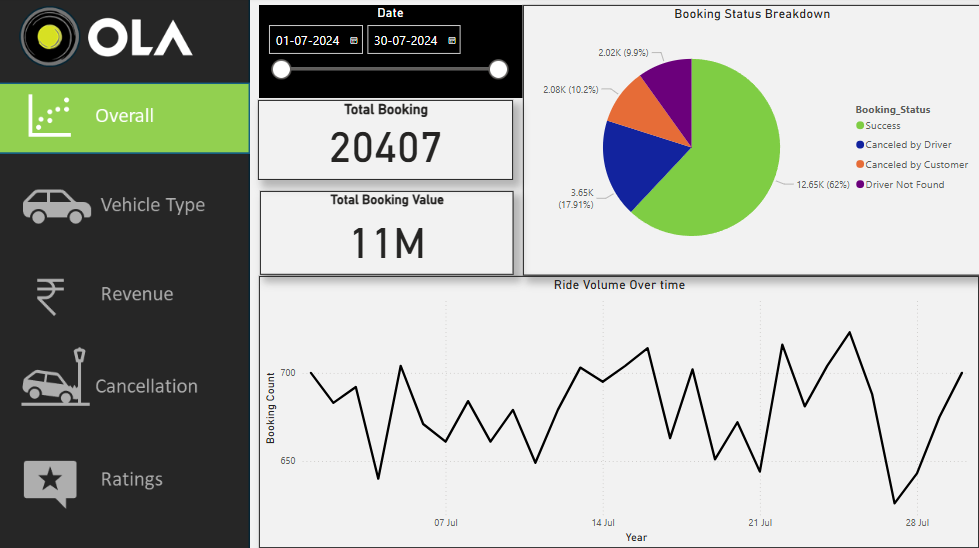 OLA
Overall
Vehicle Type
Revenue
Cancellation
Ratings
Date
01-07-2024
30-07-2024
Total Booking
20407
Total Booking Value
11M
Booking Status Breakdown
2.02K (9.9%)
2.08K (10.2%)
3.65K
(17.91%)
12.65K (62%)
Booking_Status
Success
Canceled by Driver
Canceled by Customer
Driver Not Found
Ride Volume Over time
Booking Count
700
650
07 Jul
14 Jul
21 Jul
28 Jul
Year